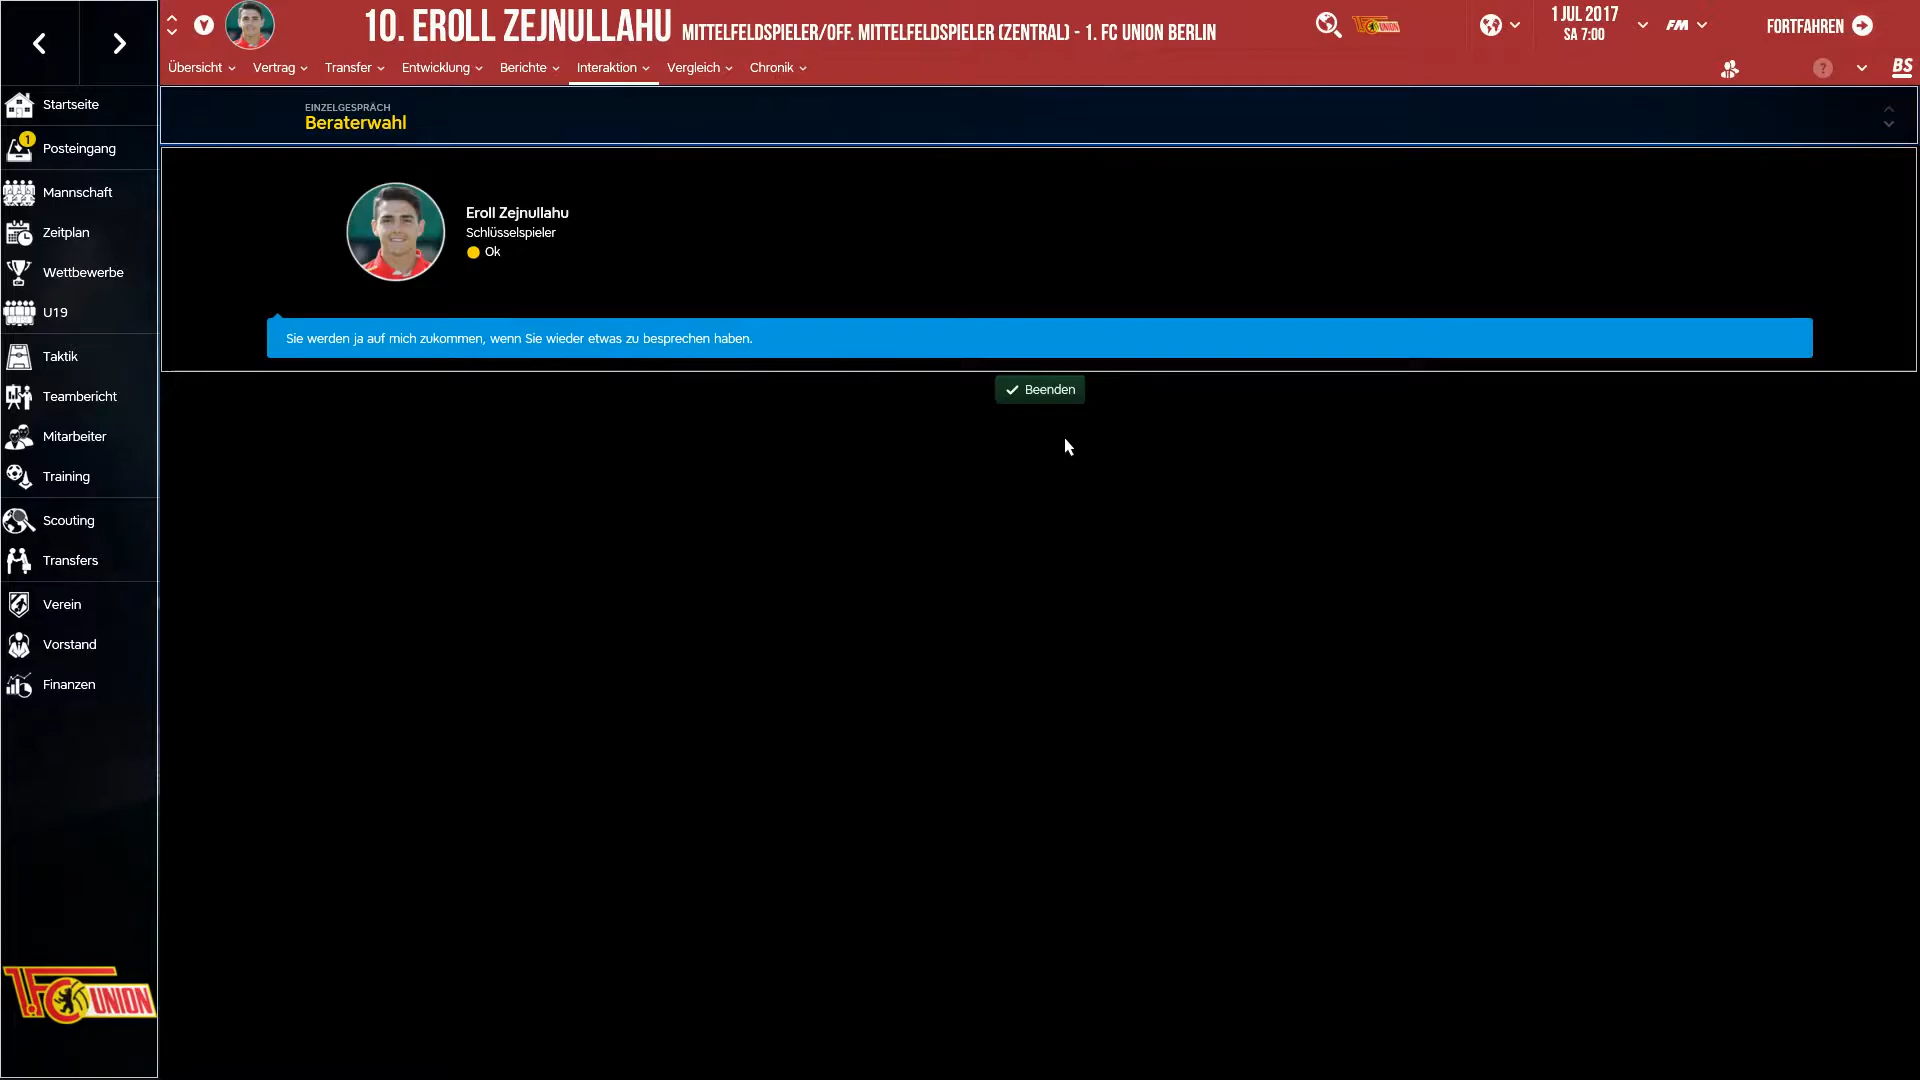 10. EROLL ZEJNULLAHU MITTELFELDSPIELER/OFF. MITTELFELDSPIELER (ZENTRAL) - 1. FC UNION BERLIN
1 JUL 2017
SA 7:00
FM
FORTFAHREN
Übersicht
Vertrag
Transfer
Entwicklung
Berichte
Interaktion
Vergleich
Chronik
?
BS
Startseite
1
Posteingang
Mannschaft
Zeitplan
Wettbewerbe
U19
Taktik
Teambericht
Mitarbeiter
Training
Scouting
Transfers
Verein
Vorstand
Finanzen
1.FC UNION
EINZELGESPRÄCH
Beraterwahl
Eroll Zejnullahu
Schlüsselspieler
Ok
Sie werden ja auf mich zukommen, wenn Sie wieder etwas zu besprechen haben.
Beenden